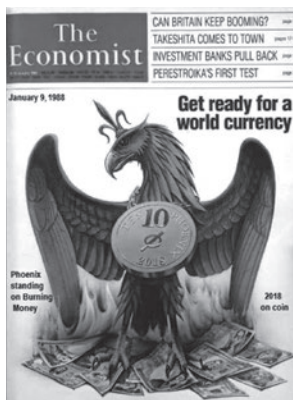 The
Economist
CAN BRITAIN KEEP BOOMING?
TAKESHITA COMES TO TOWN
INVESTMENT BANKS PULL BACK
PERESTROIKA'S FIRST TEST
January 9, 1988
Get ready for a
world currency
10
2018
Phoenix
standing
on Burning
Money
2018
on coin